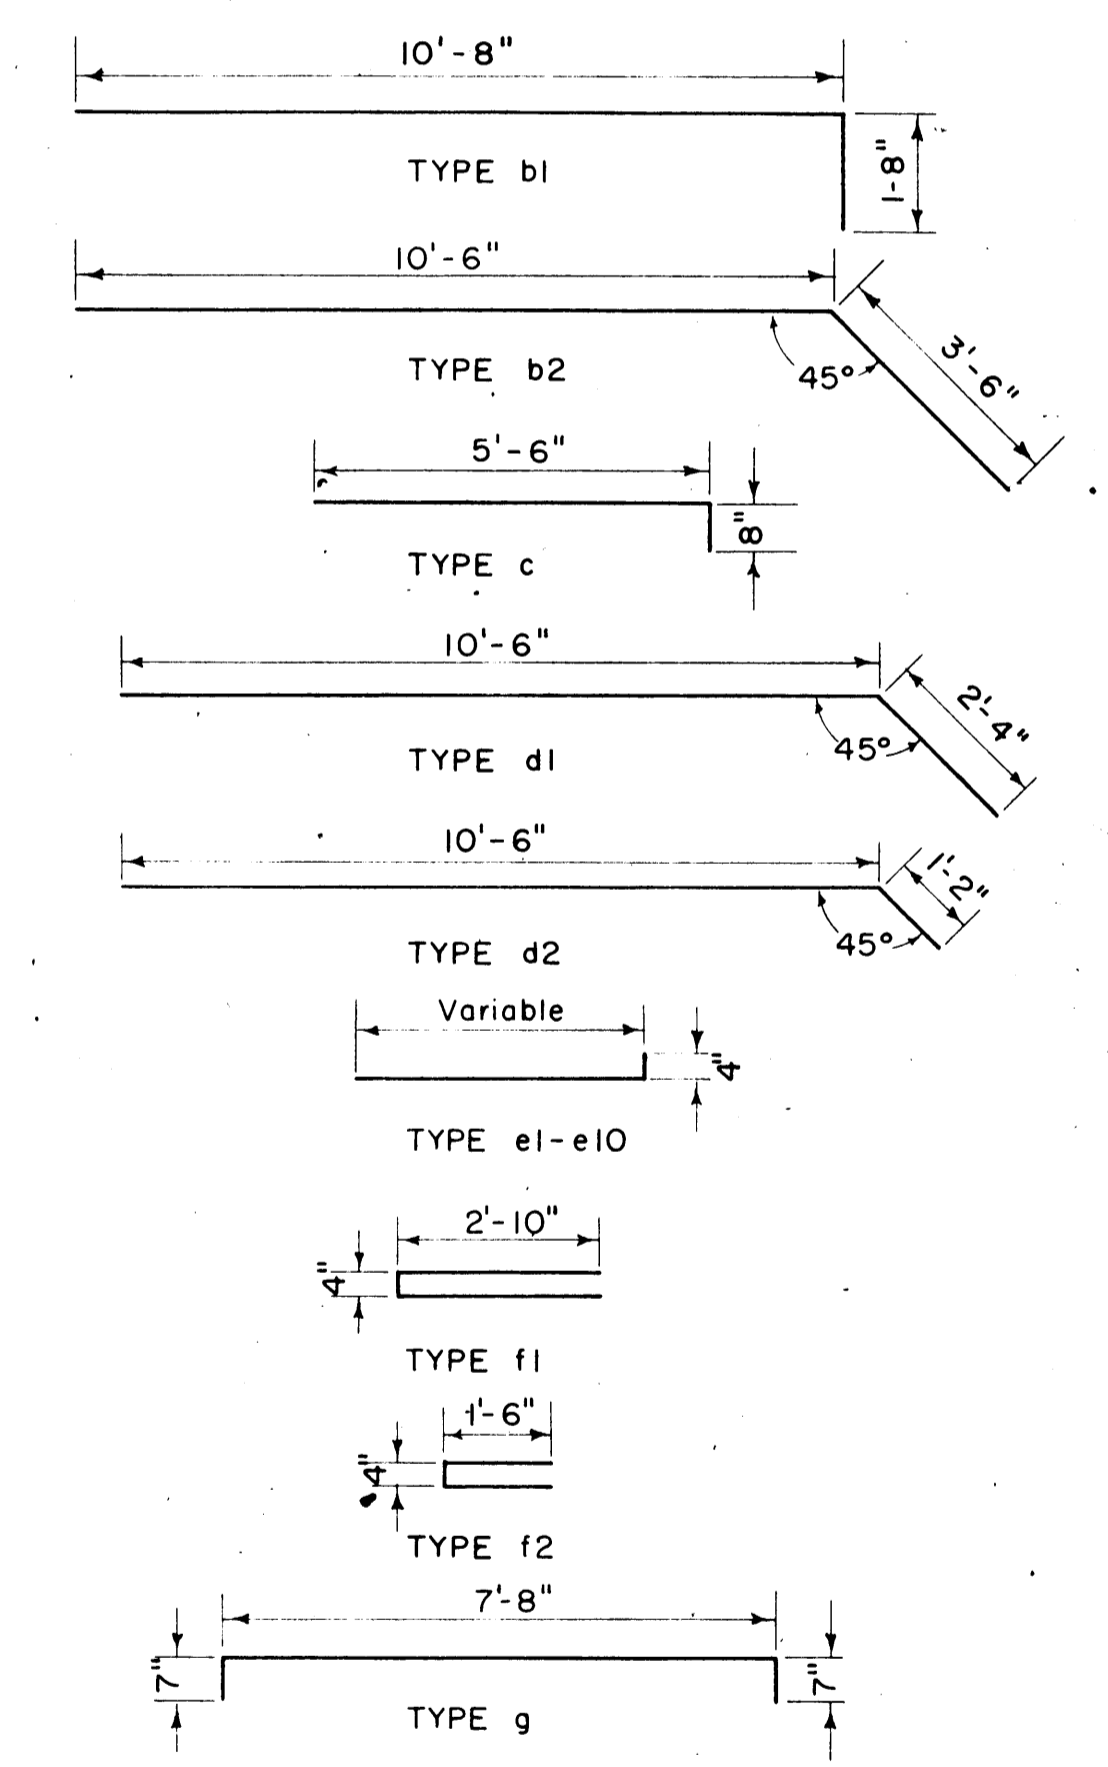 10'-8"
1-8"
TYPE b1
10'-6"
3'-6"
45°
TYPE b2
5'-6"
8"
TYPE c
10'-6"
2'-4"
45°
TYPE d1
10'-6"
1'-2"
45°
TYPE d2
Variable
4"
TYPE e1-e10
2'-10"
4"
TYPE f1
1'-6"
4"
TYPE f2
7'-8"
7"
7"
TYPE g